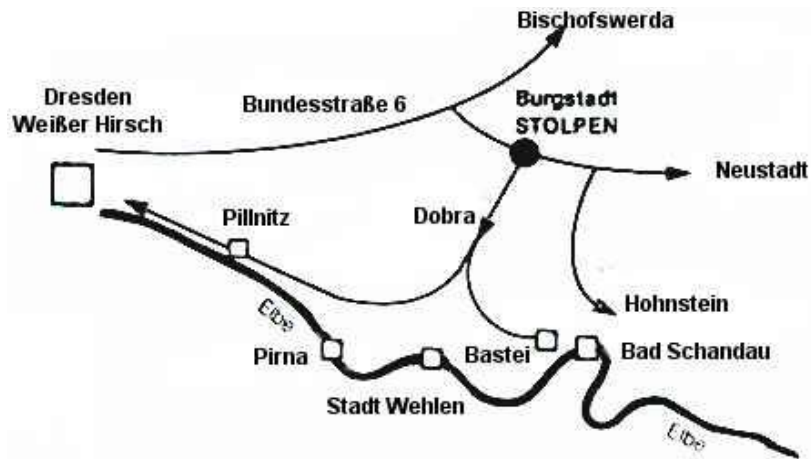 Bischofswerda
Dresden
Weißer Hirsch
Bundesstraße 6
Burgstadt
STOLPEN
Neustadt
Pillnitz
Dobra
Elbe
Hohnstein
Pirna
Bastei
Bad Schandau
Stadt Wehlen
Elbe